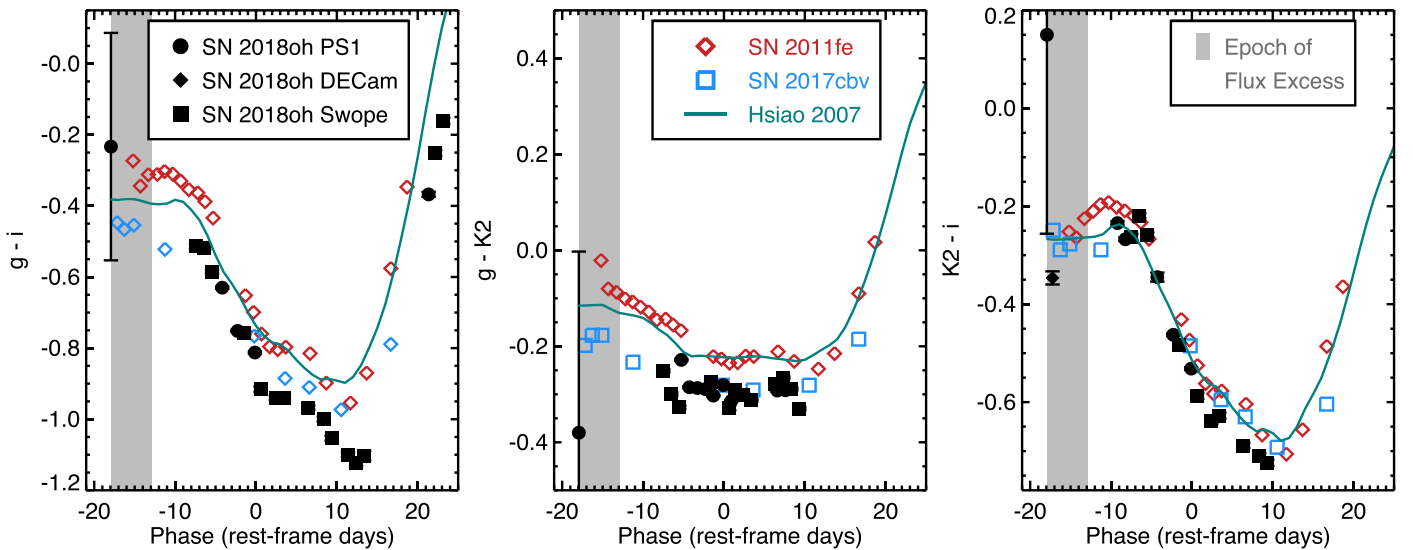 -0.0
-0.2
-0.4
-0.6
-0.8
-1.0
-1.2
g - i
-20
-10
0
10
20
Phase (rest-frame days)
SN 2018oh PS1
SN 2018oh DECam
SN 2018oh Swope
0.4
0.2
0.0
-0.2
-0.4
g - K2
-20
-10
0
10
20
Phase (rest-frame days)
SN 2011fe
SN 2017cbv
Hsiao 2007
0.2
0.0
-0.2
-0.4
-0.6
K2 - i
-20
-10
0
10
20
Phase (rest-frame days)
Epoch of
Flux Excess